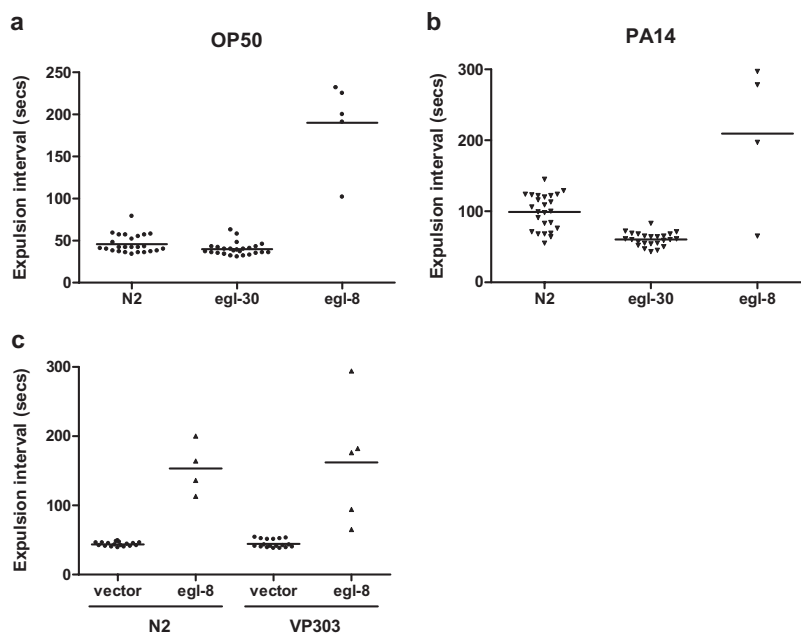 a
OP50
Expulsion interval (secs)
250
200
150
100
50
0
N2 egl-30 egl-8
b
PA14
Expulsion interval (secs)
300
200
100
0
N2 egl-30 egl-8
c
Expulsion interval (secs)
300
200
100
0
vector egl-8 vector egl-8
N2 VP303